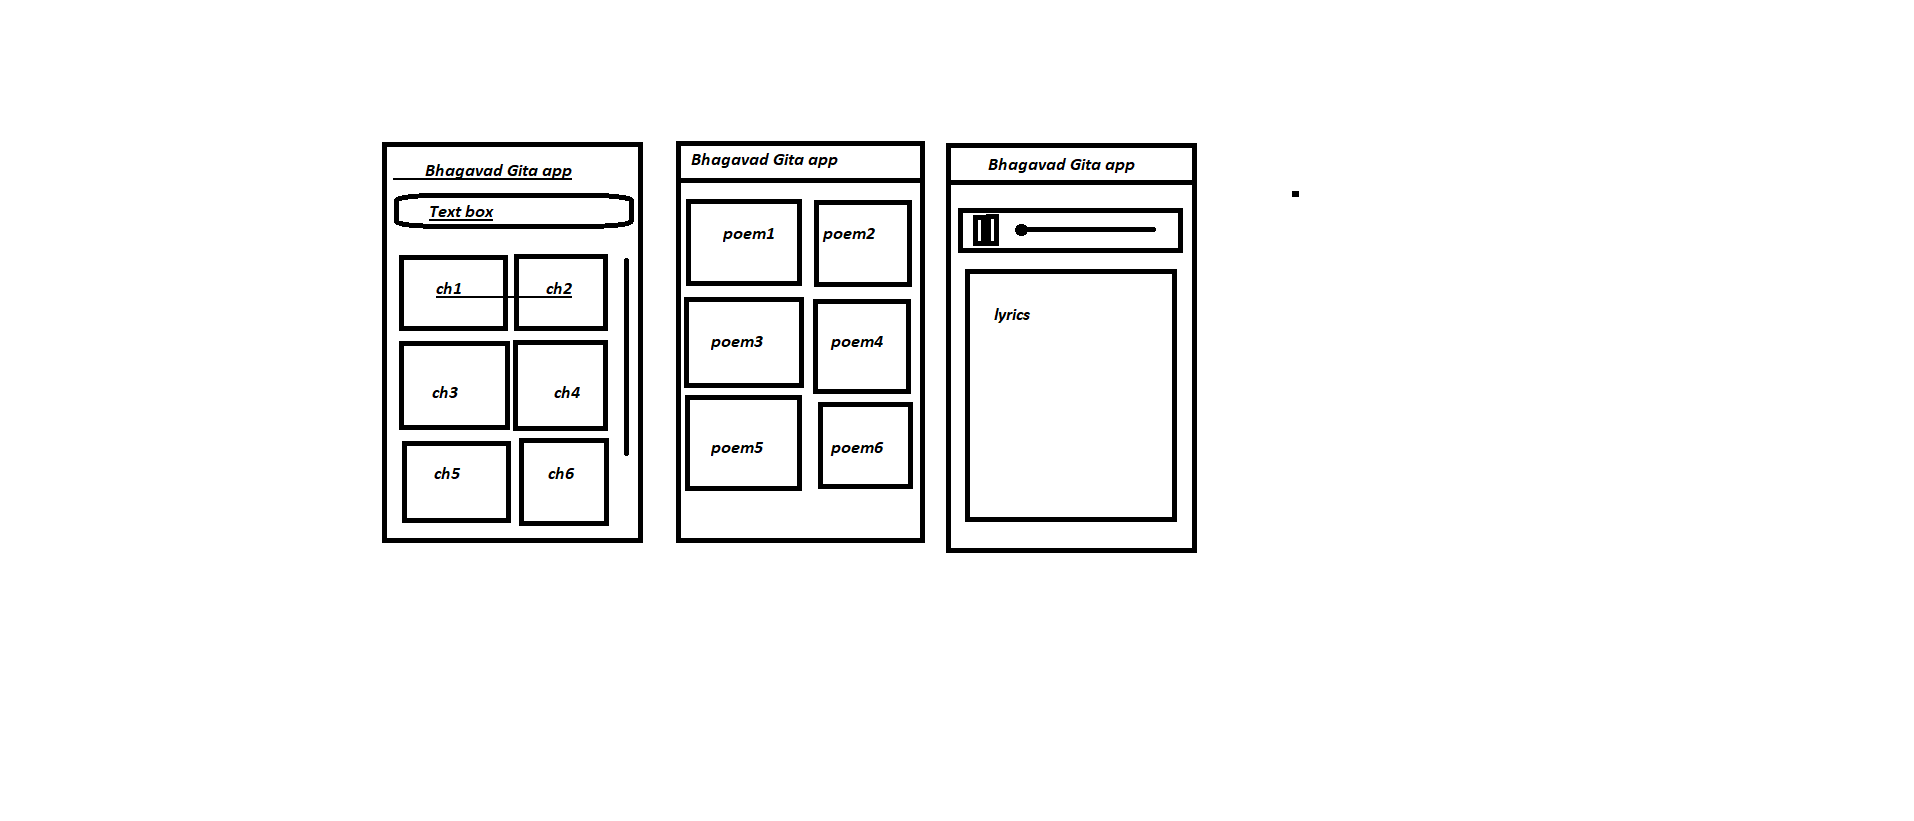 Bhagavad Gita app
Text box
ch1 ch2
ch3 ch4
ch5 ch6
Bhagavad Gita app
poem1 poem2
poem3 poem4
poem5 poem6
Bhagavad Gita app
lyrics